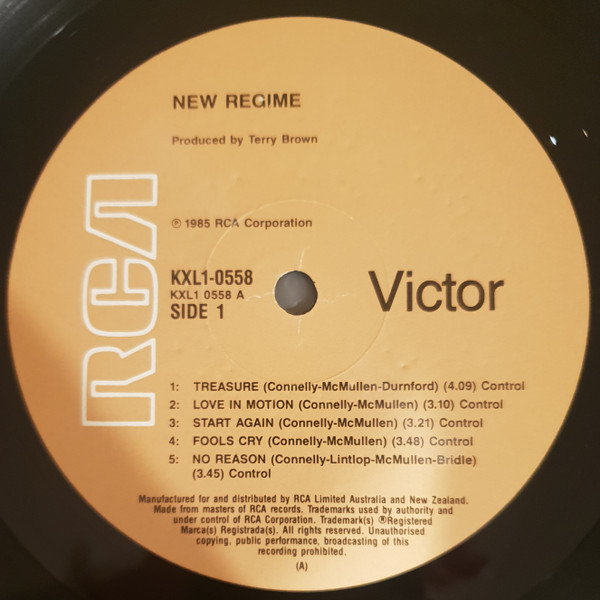 NEW REGIME
Produced by Terry Brown
RCA
℗ 1985 RCA Corporation
KXL1-0558
KXL1 0558 A
SIDE 1
Victor
1: TREASURE (Connelly-McMullen-Durnford) (4.09) Control
2: LOVE IN MOTION (Connelly-McMullen) (3.10) Control
3: START AGAIN (Connelly-McMullen) (3.21) Control
4: FOOLS CRY (Connelly-McMullen) (3.48) Control
5: NO REASON (Connelly-Lintlop-McMullen-Bridle)
(3.45) Control
Manufactured for and distributed by RCA Limited Australia and New Zealand.
Made from masters of RCA records. Trademarks used by authority and
under control of RCA Corporation. Trademark(s) ®Registered
Marca(s) Registrada(s). All rights reserved. Unauthorised
copying, public performance, broadcasting of this
recording prohibited.
(A)